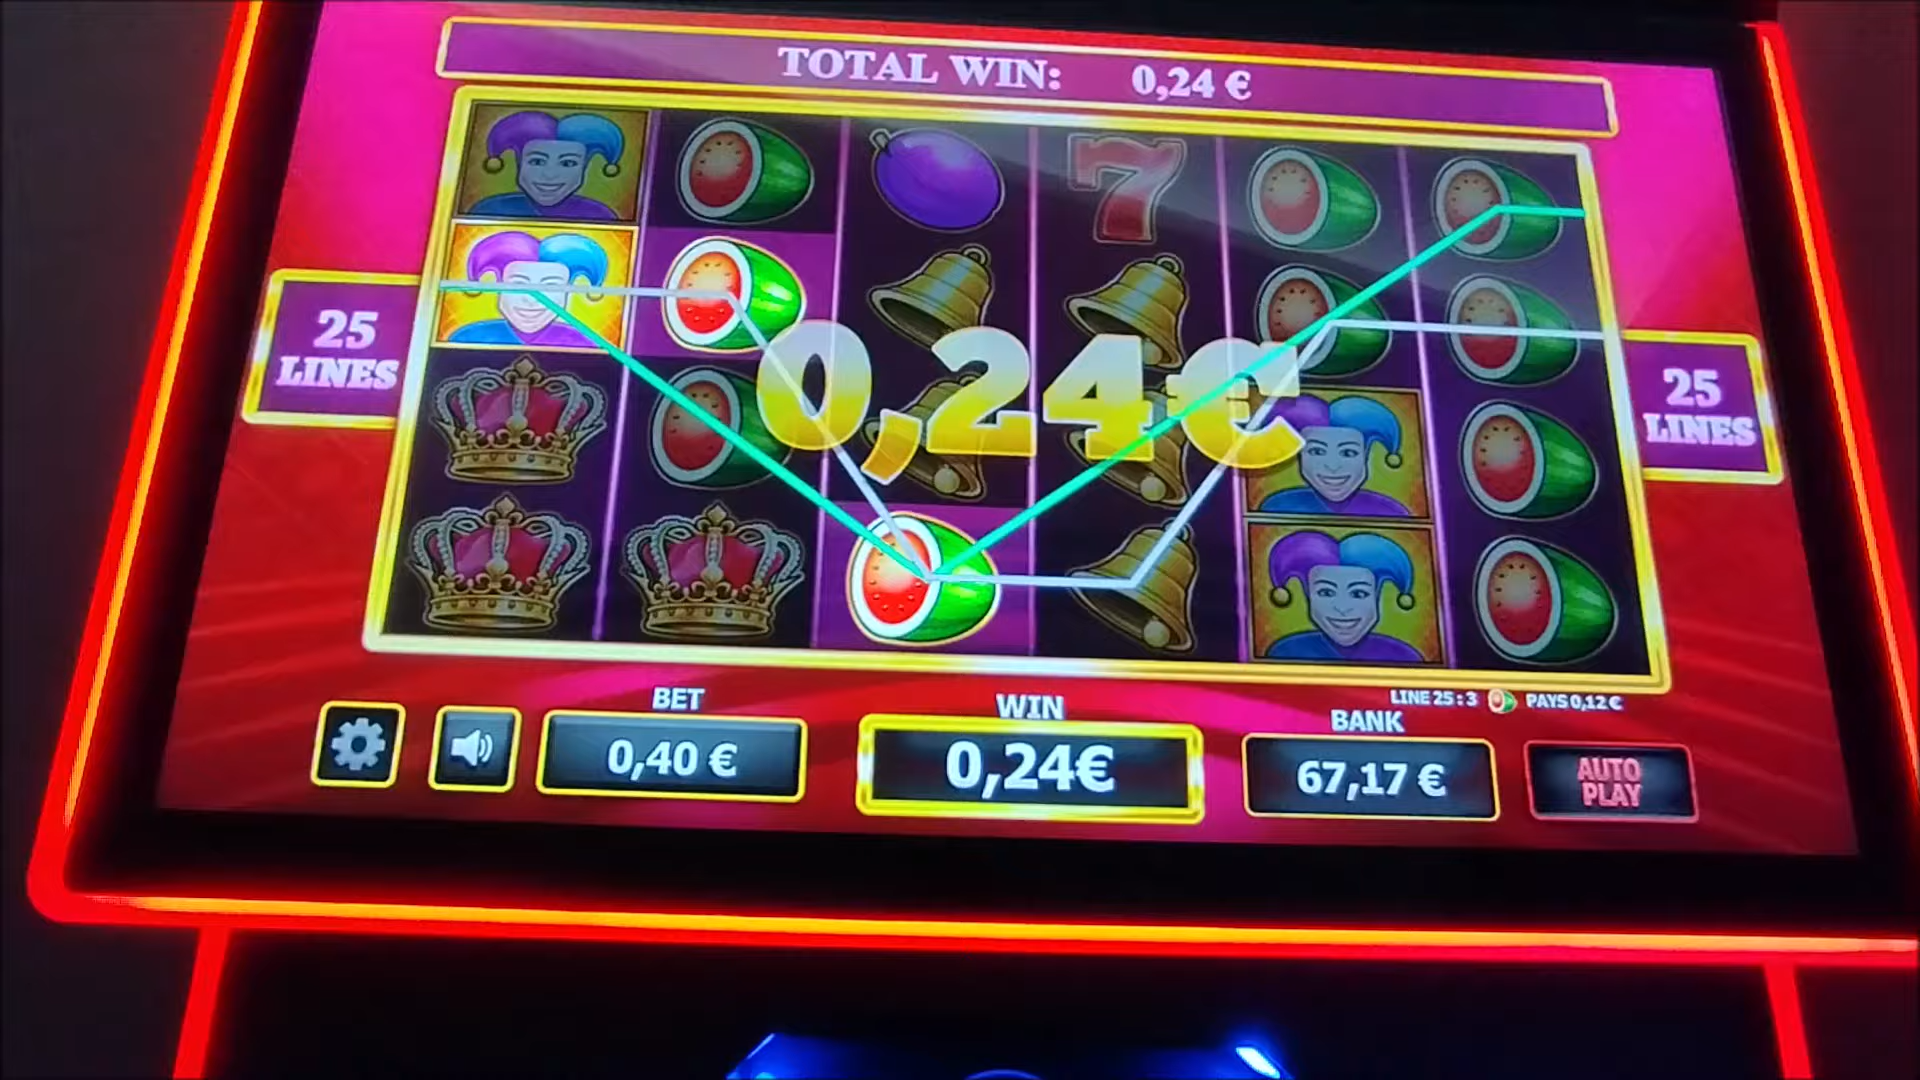 TOTAL WIN: 0,24 €
7
25
LINES
25
LINES
0,24€
LINE 25 : 3 PAYS 0,12 €
BET
WIN
BANK
0,40 €
0,24€
67,17 €
AUTO
PLAY